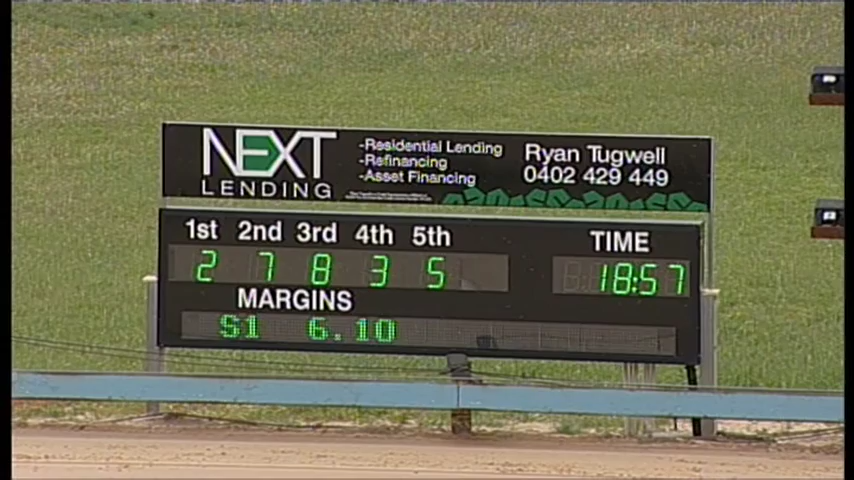 NEXT
LENDING
-Residential Lending
-Refinancing
-Asset Financing
Ryan Tugwell
0402 429 449
1st 2nd 3rd 4th 5th
2 7 8 3 5
TIME
18:57
MARGINS
S1 6.10